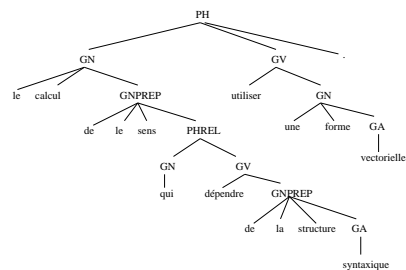 PH
GN GV .
le calcul GNPREP utiliser GN
de le sens PHREL une forme GA
vectorielle
GN GV
qui dépendre GNPREP
de la structure GA
syntaxique